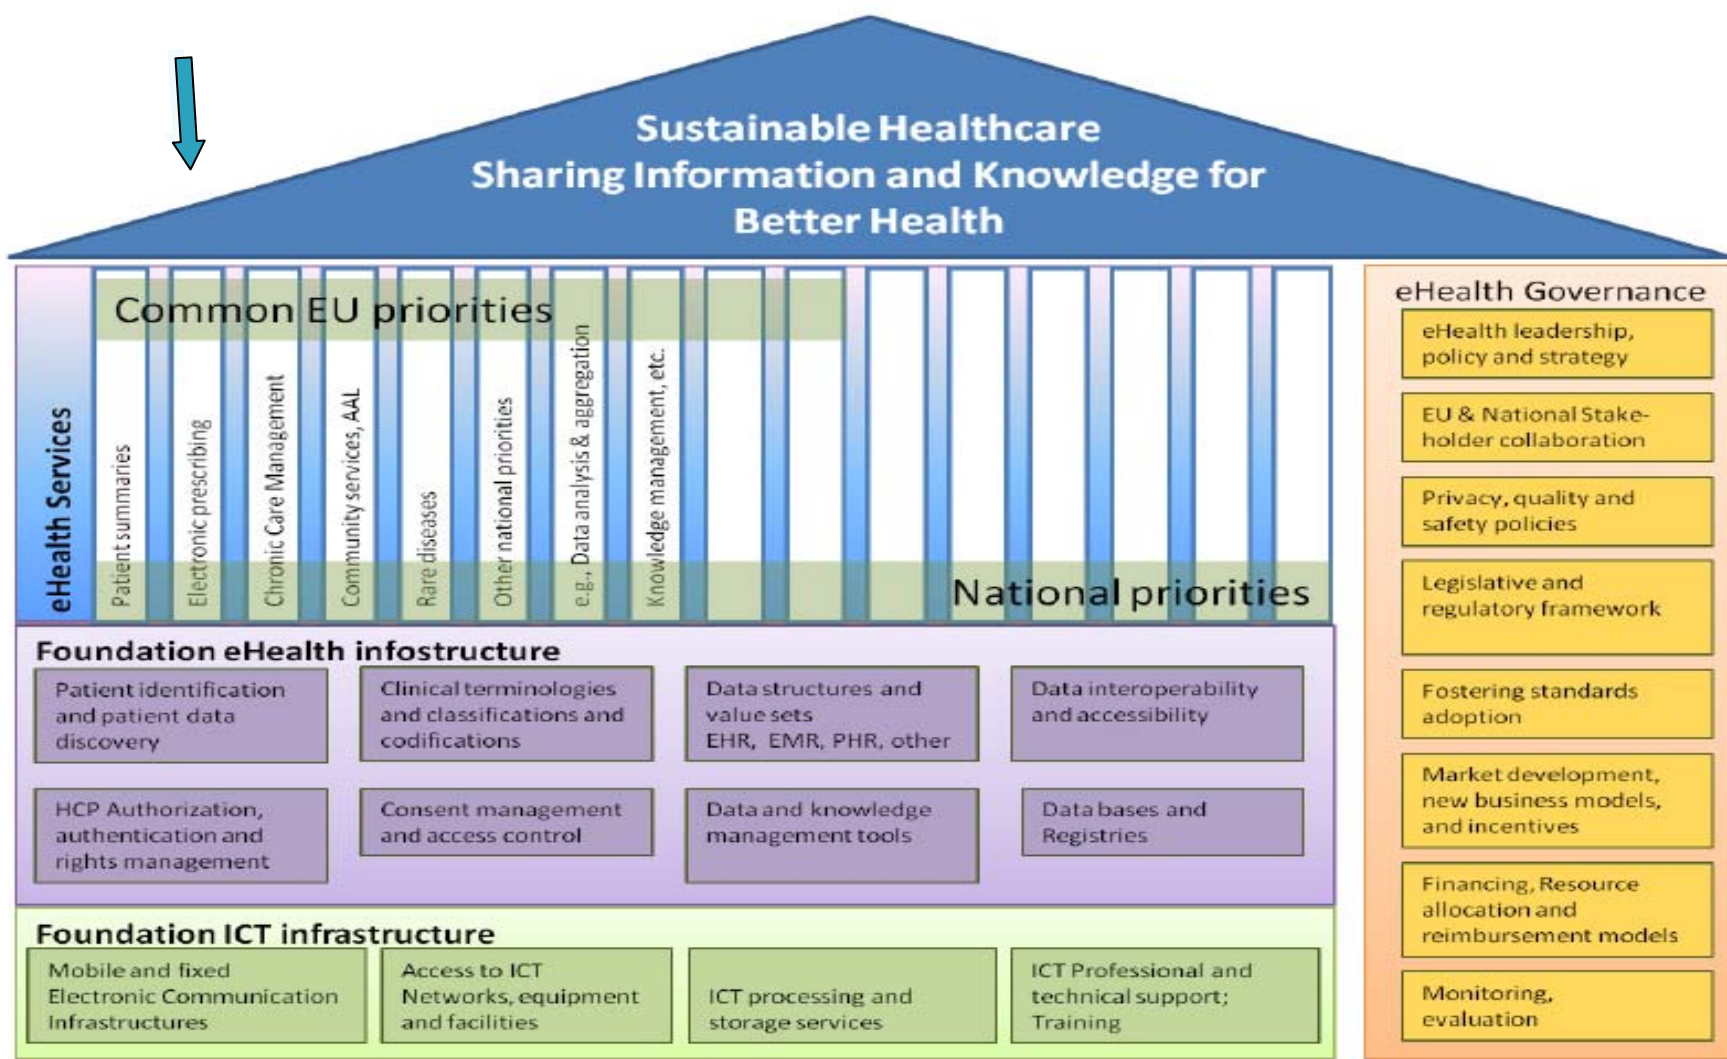 Sustainable Healthcare
Sharing Information and Knowledge for
Better Health
Common EU priorities
eHealth Services
Patient summaries
Electronic prescribing
Chronic Care Management
Community services, AAL
Rare diseases
Other national priorities
e.g., Data analysis & aggregation
Knowledge management, etc.
National priorities
Foundation eHealth infostructure
Patient identification
and patient data
discovery
Clinical terminologies
and classifications and
codifications
Data structures and
value sets
EHR, EMR, PHR, other
Data interoperability
and accessibility
HCP Authorization,
authentication and
rights management
Consent management
and access control
Data and knowledge
management tools
Data bases and
Registries
Foundation ICT infrastructure
Mobile and fixed
Electronic Communication
Infrastructures
Access to ICT
Networks, equipment
and facilities
ICT processing and
storage services
ICT Professional and
technical support;
Training
eHealth Governance
eHealth leadership,
policy and strategy
EU & National Stake-
holder collaboration
Privacy, quality and
safety policies
Legislative and
regulatory framework
Fostering standards
adoption
Market development,
new business models,
and incentives
Financing, Resource
allocation and
reimbursement models
Monitoring,
evaluation